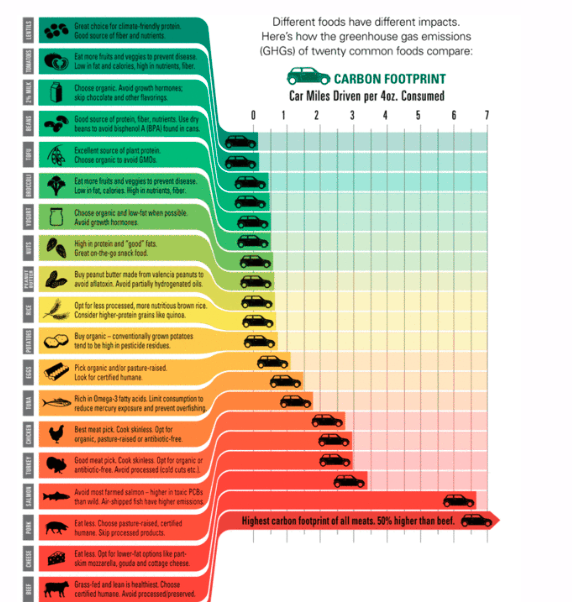 Different foods have different impacts.
Here's how the greenhouse gas emissions
(GHGs) of twenty common foods compare:
CARBON FOOTPRINT
Car Miles Driven per 4oz. Consumed
0 1 2 3 4 5 6 7
LENTILS
Great choice for climate-friendly protein.
Good source of fiber and nutrients.
TOMATOES
Eat more fruits and veggies to prevent disease.
Low in fat and calories, high in nutrients, fiber.
2% MILK
Choose organic. Avoid growth hormones;
skip chocolate and other flavorings.
BEANS
Good source of protein, fiber, nutrients. Use dry
beans to avoid bisphenol A (BPA) found in cans.
TOFU
Excellent source of plant protein.
Choose organic to avoid GMOs.
BROCCOLI
Eat more fruits and veggies to prevent disease.
Low in fat, calories. High in nutrients, fiber.
YOGURT
Choose organic and low-fat when possible.
Avoid growth hormones.
NUTS
High in protein and "good" fats.
Great on-the-go snack food.
PEANUT
BUTTER
Buy peanut butter made from valencia peanuts to
avoid aflatoxin. Avoid partially hydrogenated oils.
RICE
Opt for less processed, more nutritious brown rice.
Consider higher-protein grains like quinoa.
POTATOES
Buy organic – conventionally grown potatoes
tend to be high in pesticide residues.
EGGS
Pick organic and/or pasture-raised.
Look for certified humane.
TUNA
Rich in Omega-3 fatty acids. Limit consumption to
reduce mercury exposure and prevent overfishing.
CHICKEN
Best meat pick. Cook skinless. Opt for
organic, pasture-raised or antibiotic-free.
TURKEY
Good meat pick. Cook skinless. Opt for organic or
antibiotic-free. Avoid processed (cold cuts etc.).
SALMON
Avoid most farmed salmon – higher in toxic PCBs
than wild. Air-shipped fish have higher emissions.
PORK
Eat less. Choose pasture-raised, certified
humane. Skip processed products.
CHEESE
Eat less. Opt for lower-fat options like part-
skim mozzarella, gouda and cottage cheese.
BEEF
Grass-fed and lean is healthiest. Choose
certified humane. Avoid processed/preserved.
Highest carbon footprint of all meats. 50% higher than beef.